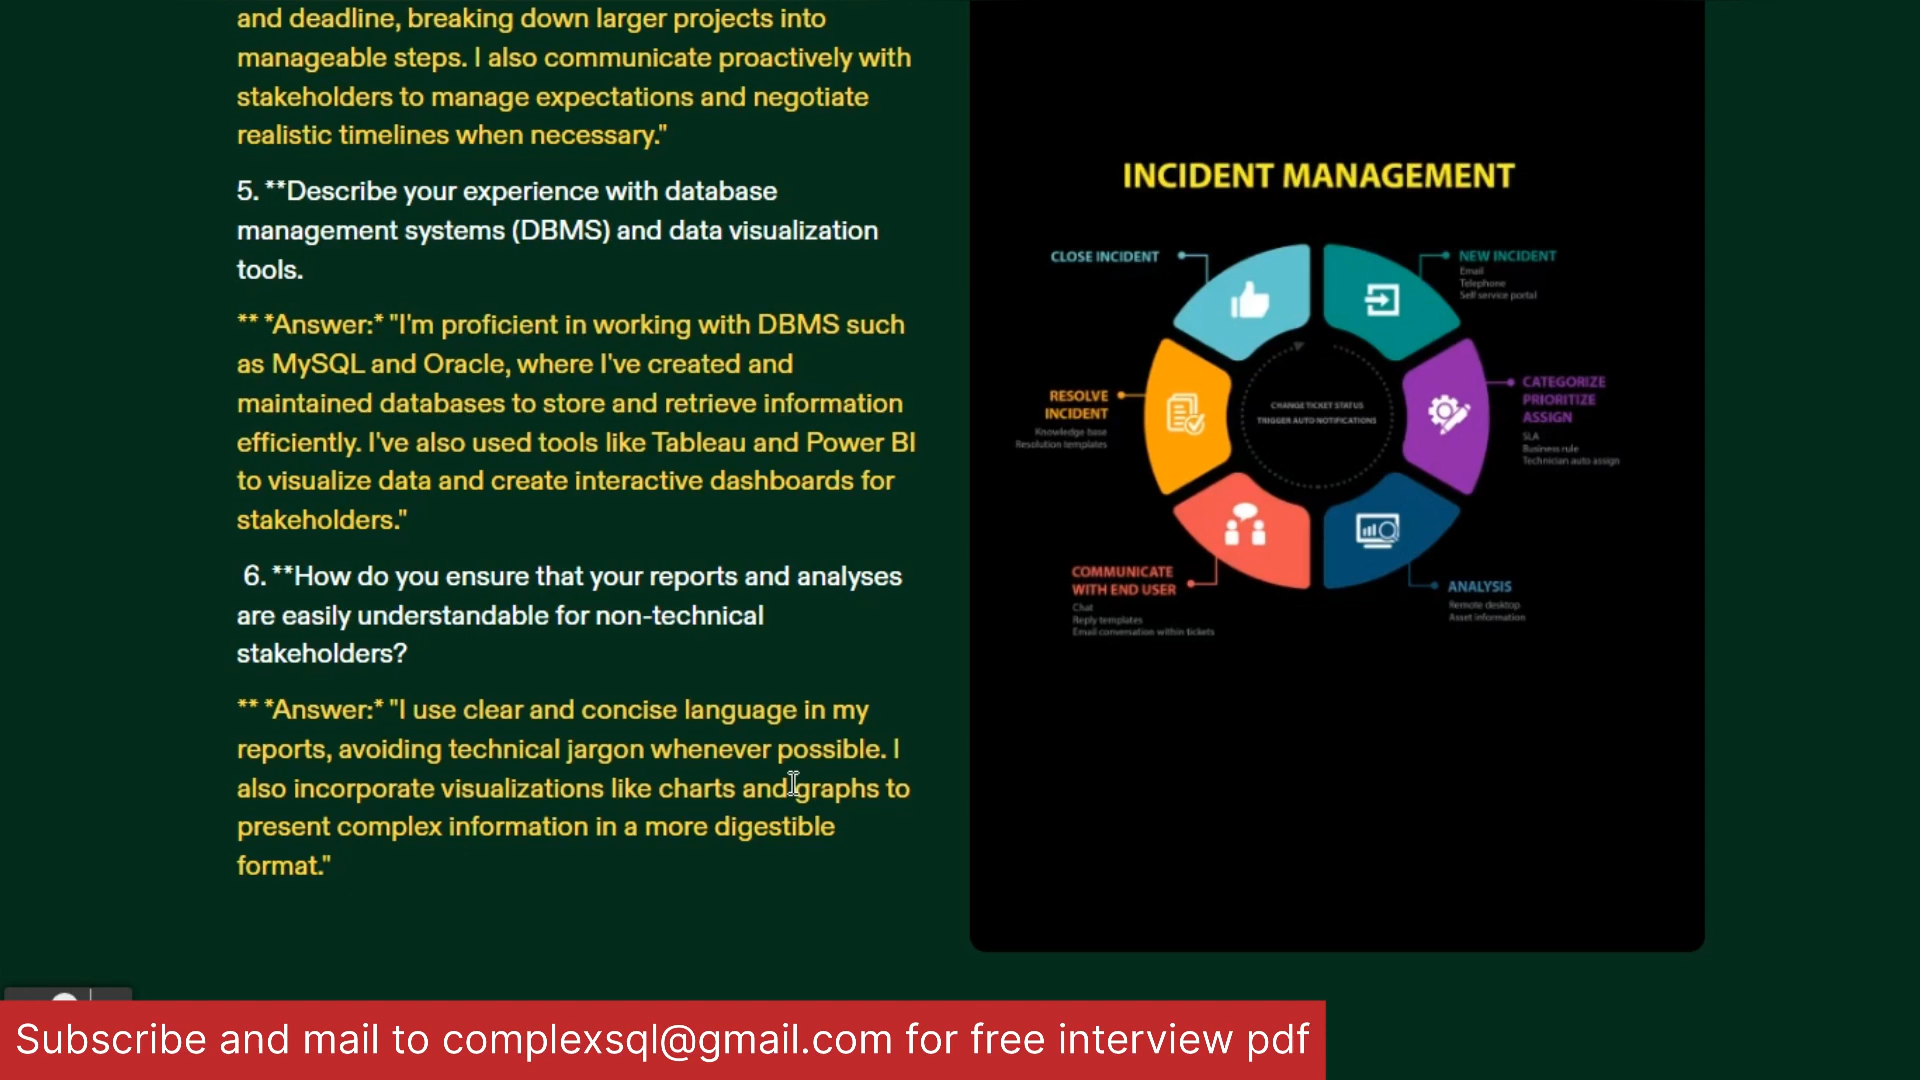 and deadline, breaking down larger projects into
manageable steps. I also communicate proactively with
stakeholders to manage expectations and negotiate
realistic timelines when necessary."
5. **Describe your experience with database
management systems (DBMS) and data visualization
tools.
** *Answer:* "I'm proficient in working with DBMS such
as MySQL and Oracle, where I've created and
maintained databases to store and retrieve information
efficiently. I've also used tools like Tableau and Power BI
to visualize data and create interactive dashboards for
stakeholders."
6. **How do you ensure that your reports and analyses
are easily understandable for non-technical
stakeholders?
** *Answer:* "I use clear and concise language in my
reports, avoiding technical jargon whenever possible. I
also incorporate visualizations like charts and graphs to
present complex information in a more digestible
format."
INCIDENT MANAGEMENT
CLOSE INCIDENT
NEW INCIDENT
Email
Telephone
Self service portal
RESOLVE
INCIDENT
Knowledge base
Resolution templates
CATEGORIZE
PRIORITIZE
ASSIGN
SLA
Business rule
Technician auto assign
CHANGE TICKET STATUS
TRIGGER AUTO NOTIFICATIONS
COMMUNICATE
WITH END USER
Chat
Reply templates
Email conversation within tickets
ANALYSIS
Remote desktop
Asset information
Subscribe and mail to complexsql@gmail.com for free interview pdf